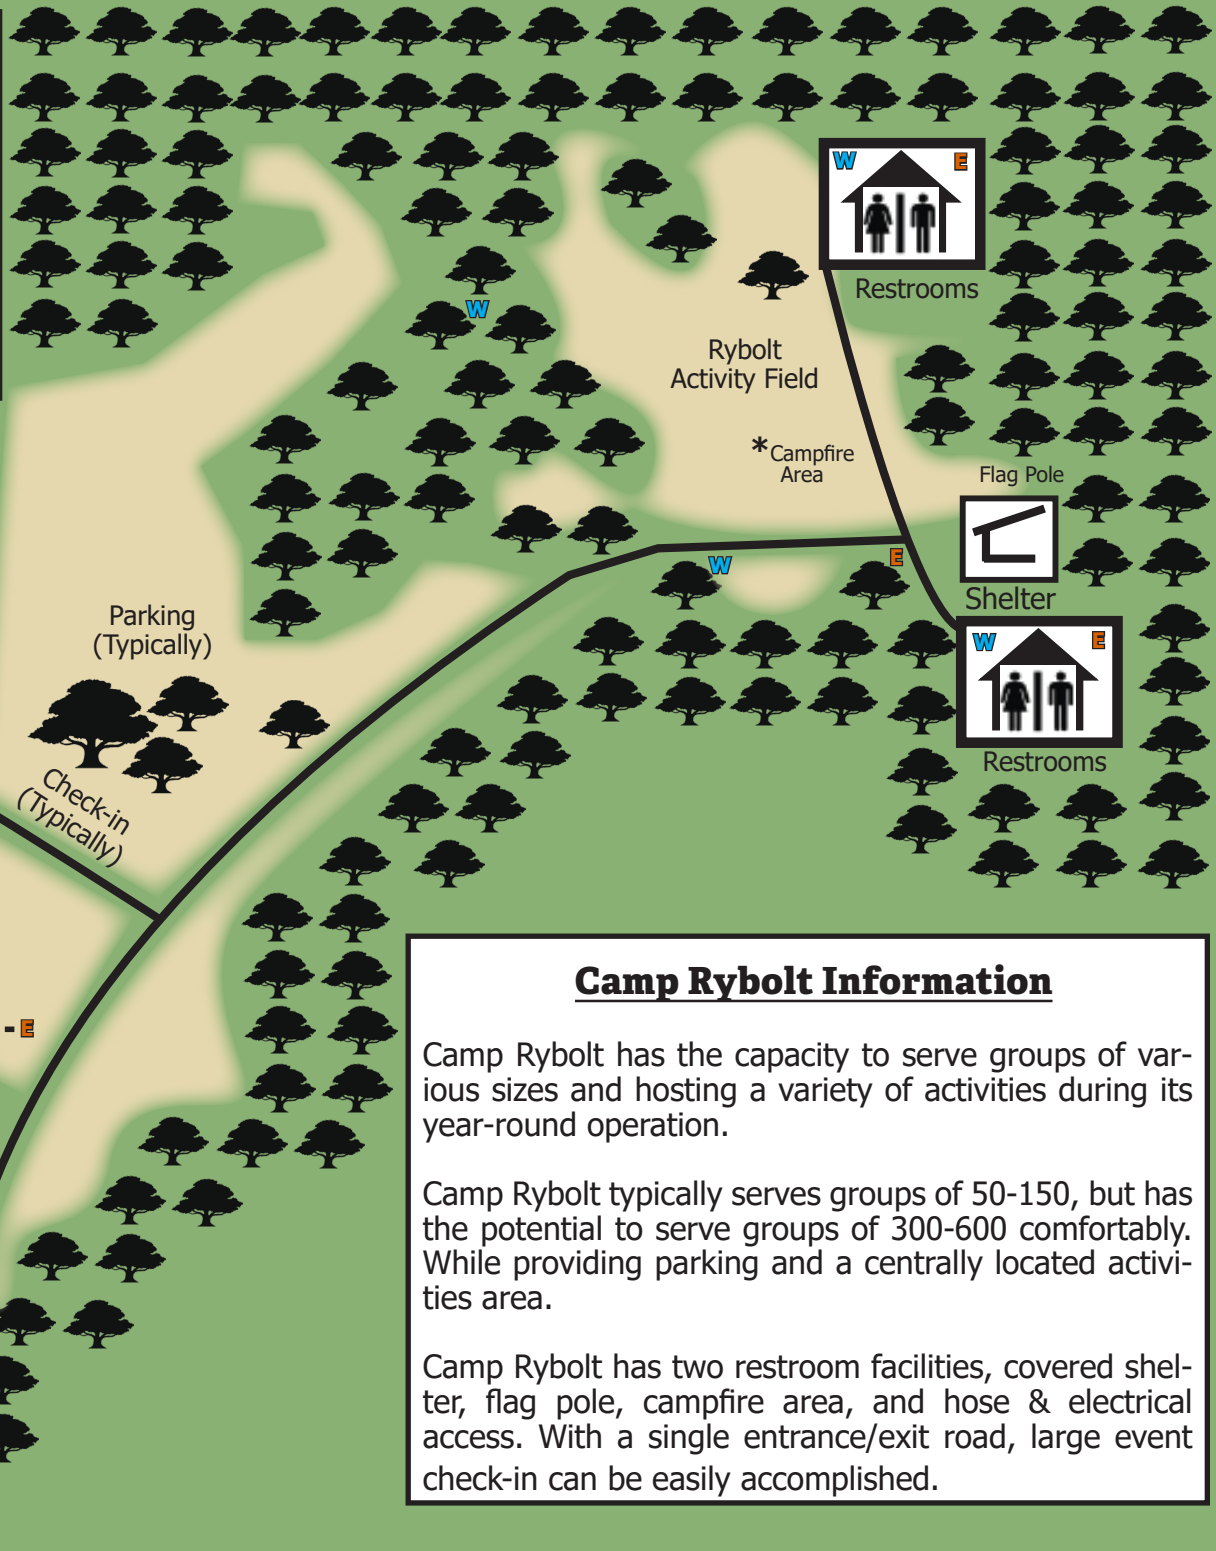 W E
Restrooms
W
Rybolt
Activity Field
*Campfire
Area
Flag Pole
W
E
Shelter
Parking
(Typically)
W E
Restrooms
Check-in
(Typically)
- E
Camp Rybolt Information
Camp Rybolt has the capacity to serve groups of var-
ious sizes and hosting a variety of activities during its
year-round operation.
Camp Rybolt typically serves groups of 50-150, but has
the potential to serve groups of 300-600 comfortably.
While providing parking and a centrally located activi-
ties area.
Camp Rybolt has two restroom facilities, covered shel-
ter, flag pole, campfire area, and hose & electrical
access. With a single entrance/exit road, large event
check-in can be easily accomplished.